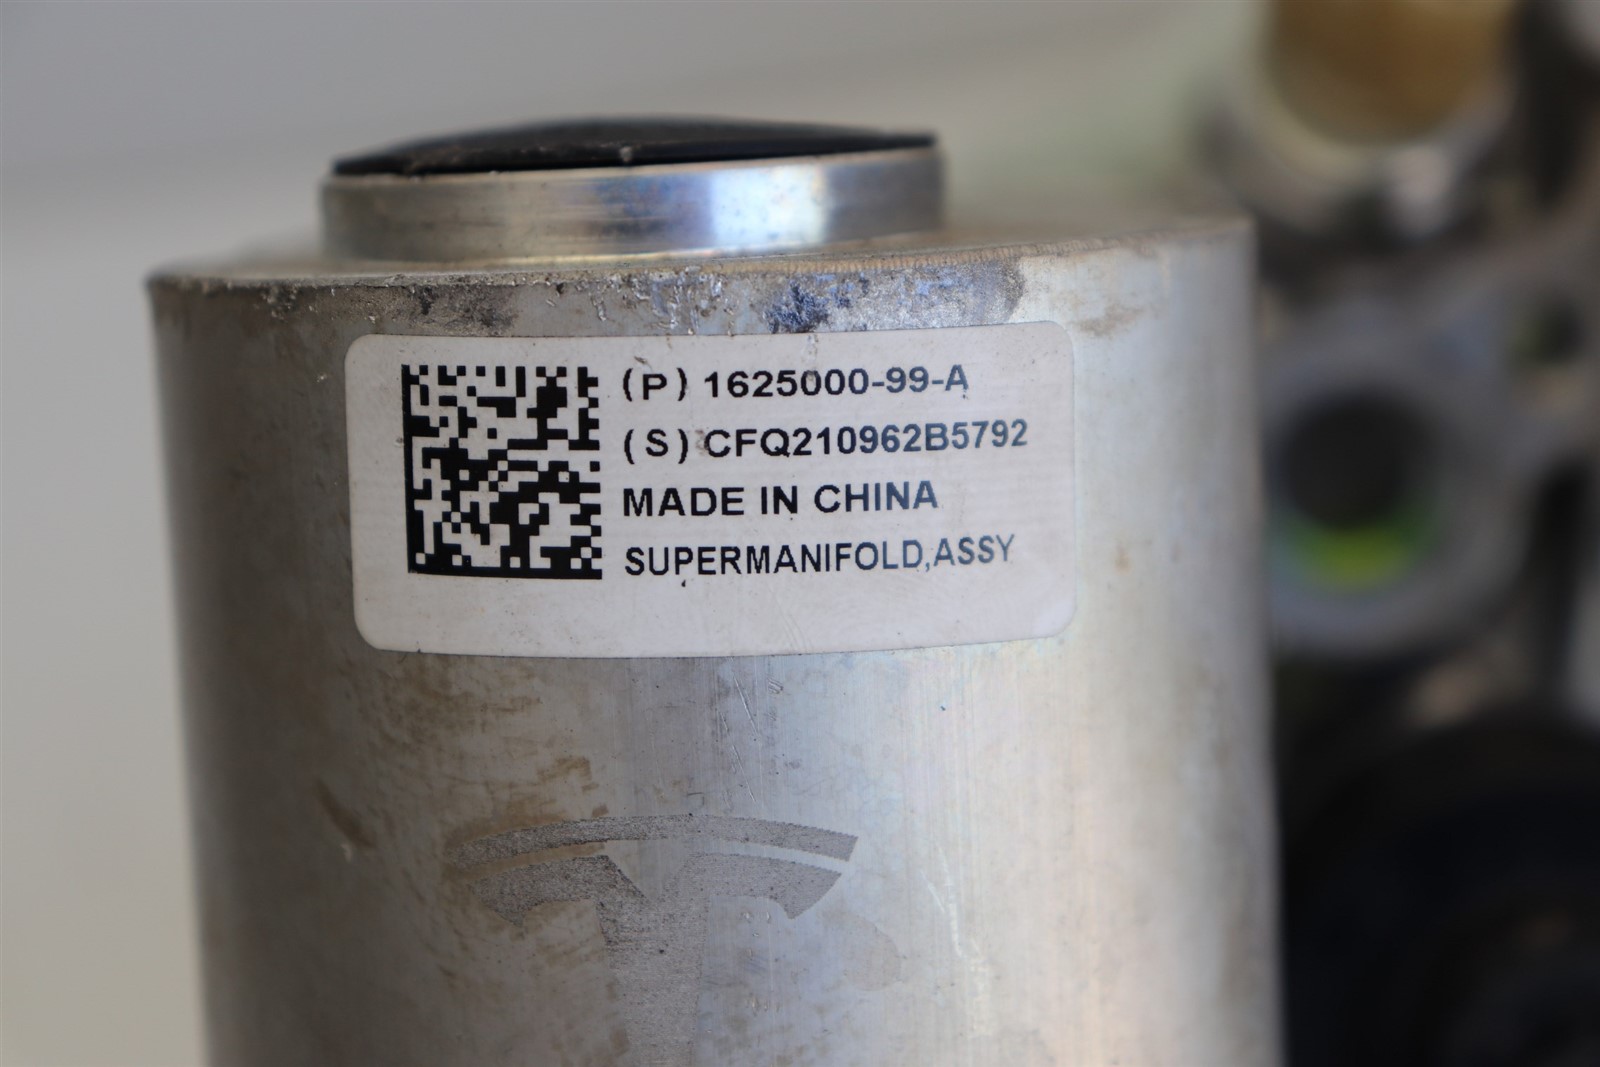 (P) 1625000-99-A
(S) CFQ210962B5792
MADE IN CHINA
SUPERMANIFOLD,ASSY